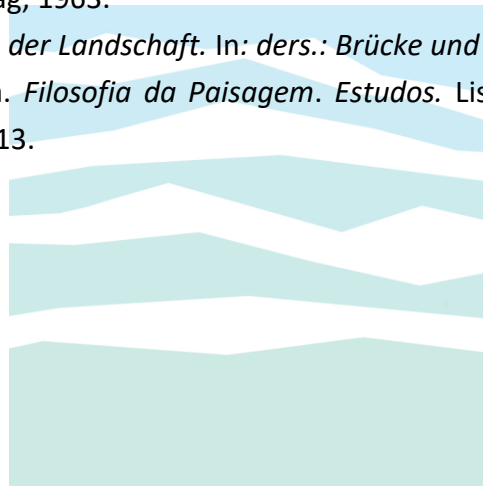 ag, 1963.
der Landschaft. In: ders.: Brücke und
. Filosofia da Paisagem. Estudos. Lis
13.